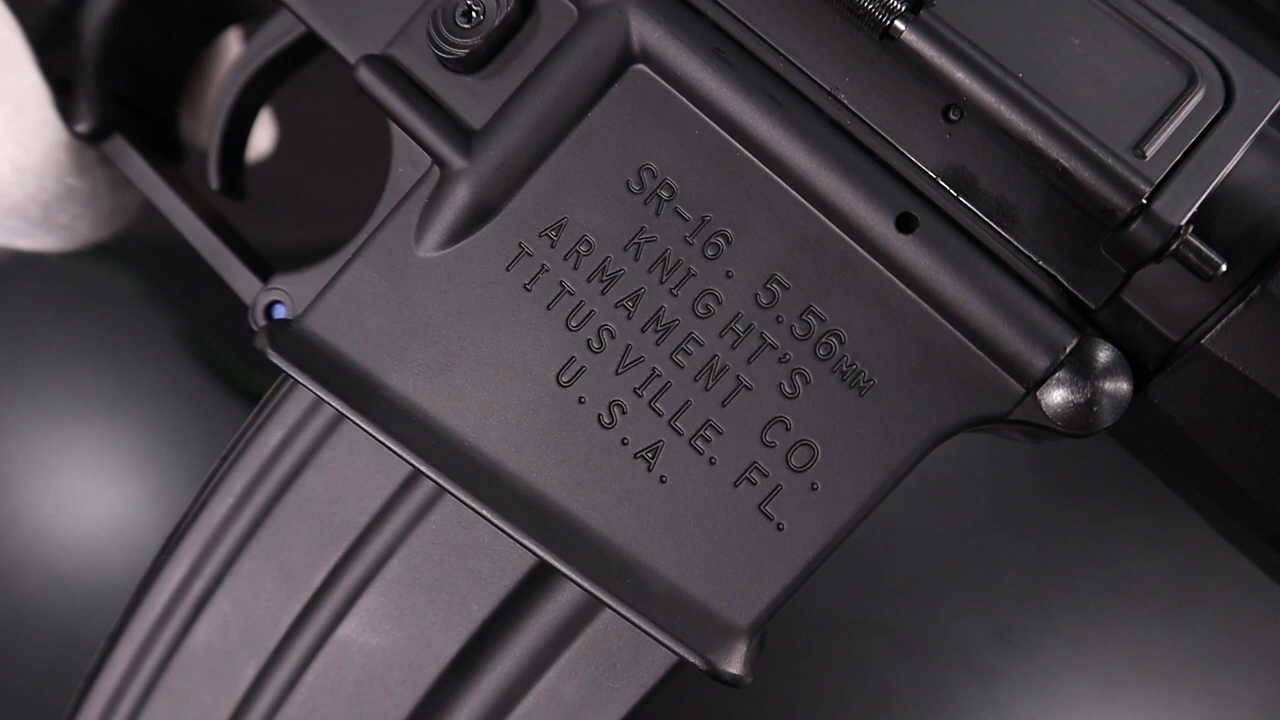 SR-16. 5.56MM
KNIGHT'S
ARMAMENT CO.
TITUSVILLE. FL.
U.S.A.